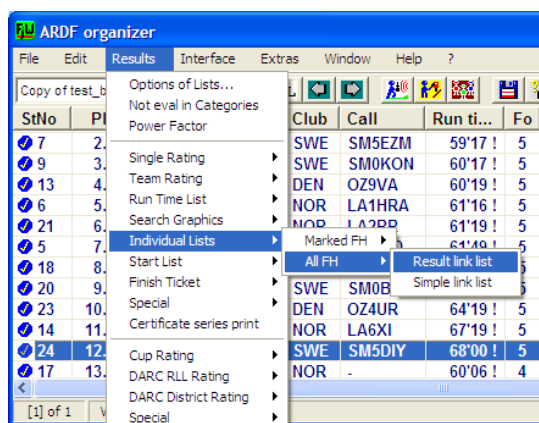 ARDF organizer
File Edit Results Interface Extras Window Help ?
Copy of test_b
StNo Pl Club Call Run ti... Fo
7 2. SWE SM5EZM 59'17 ! 5
9 3. SWE SM0KON 60'17 ! 5
13 4. DEN OZ9VA 60'19 ! 5
6 5. NOR LA1HRA 61'16 ! 5
21 6. NOR 61'19 ! 5
5 7. 61'49 ! 5
18 8.
20 9. SWE SM0B
23 10. DEN OZ4UR 64'19 ! 5
14 11. NOR LA6XI 67'19 ! 5
24 12. SWE SM5DIY 68'00 ! 5
17 13. NOR - 60'06 ! 4
[1] of 1
Options of Lists...
Not eval in Categories
Power Factor
Single Rating
Team Rating
Run Time List
Search Graphics
Individual Lists
Start List
Finish Ticket
Special
Certificate series print
Cup Rating
DARC RLL Rating
DARC District Rating
Special
Marked FH
All FH
Result link list
Simple link list